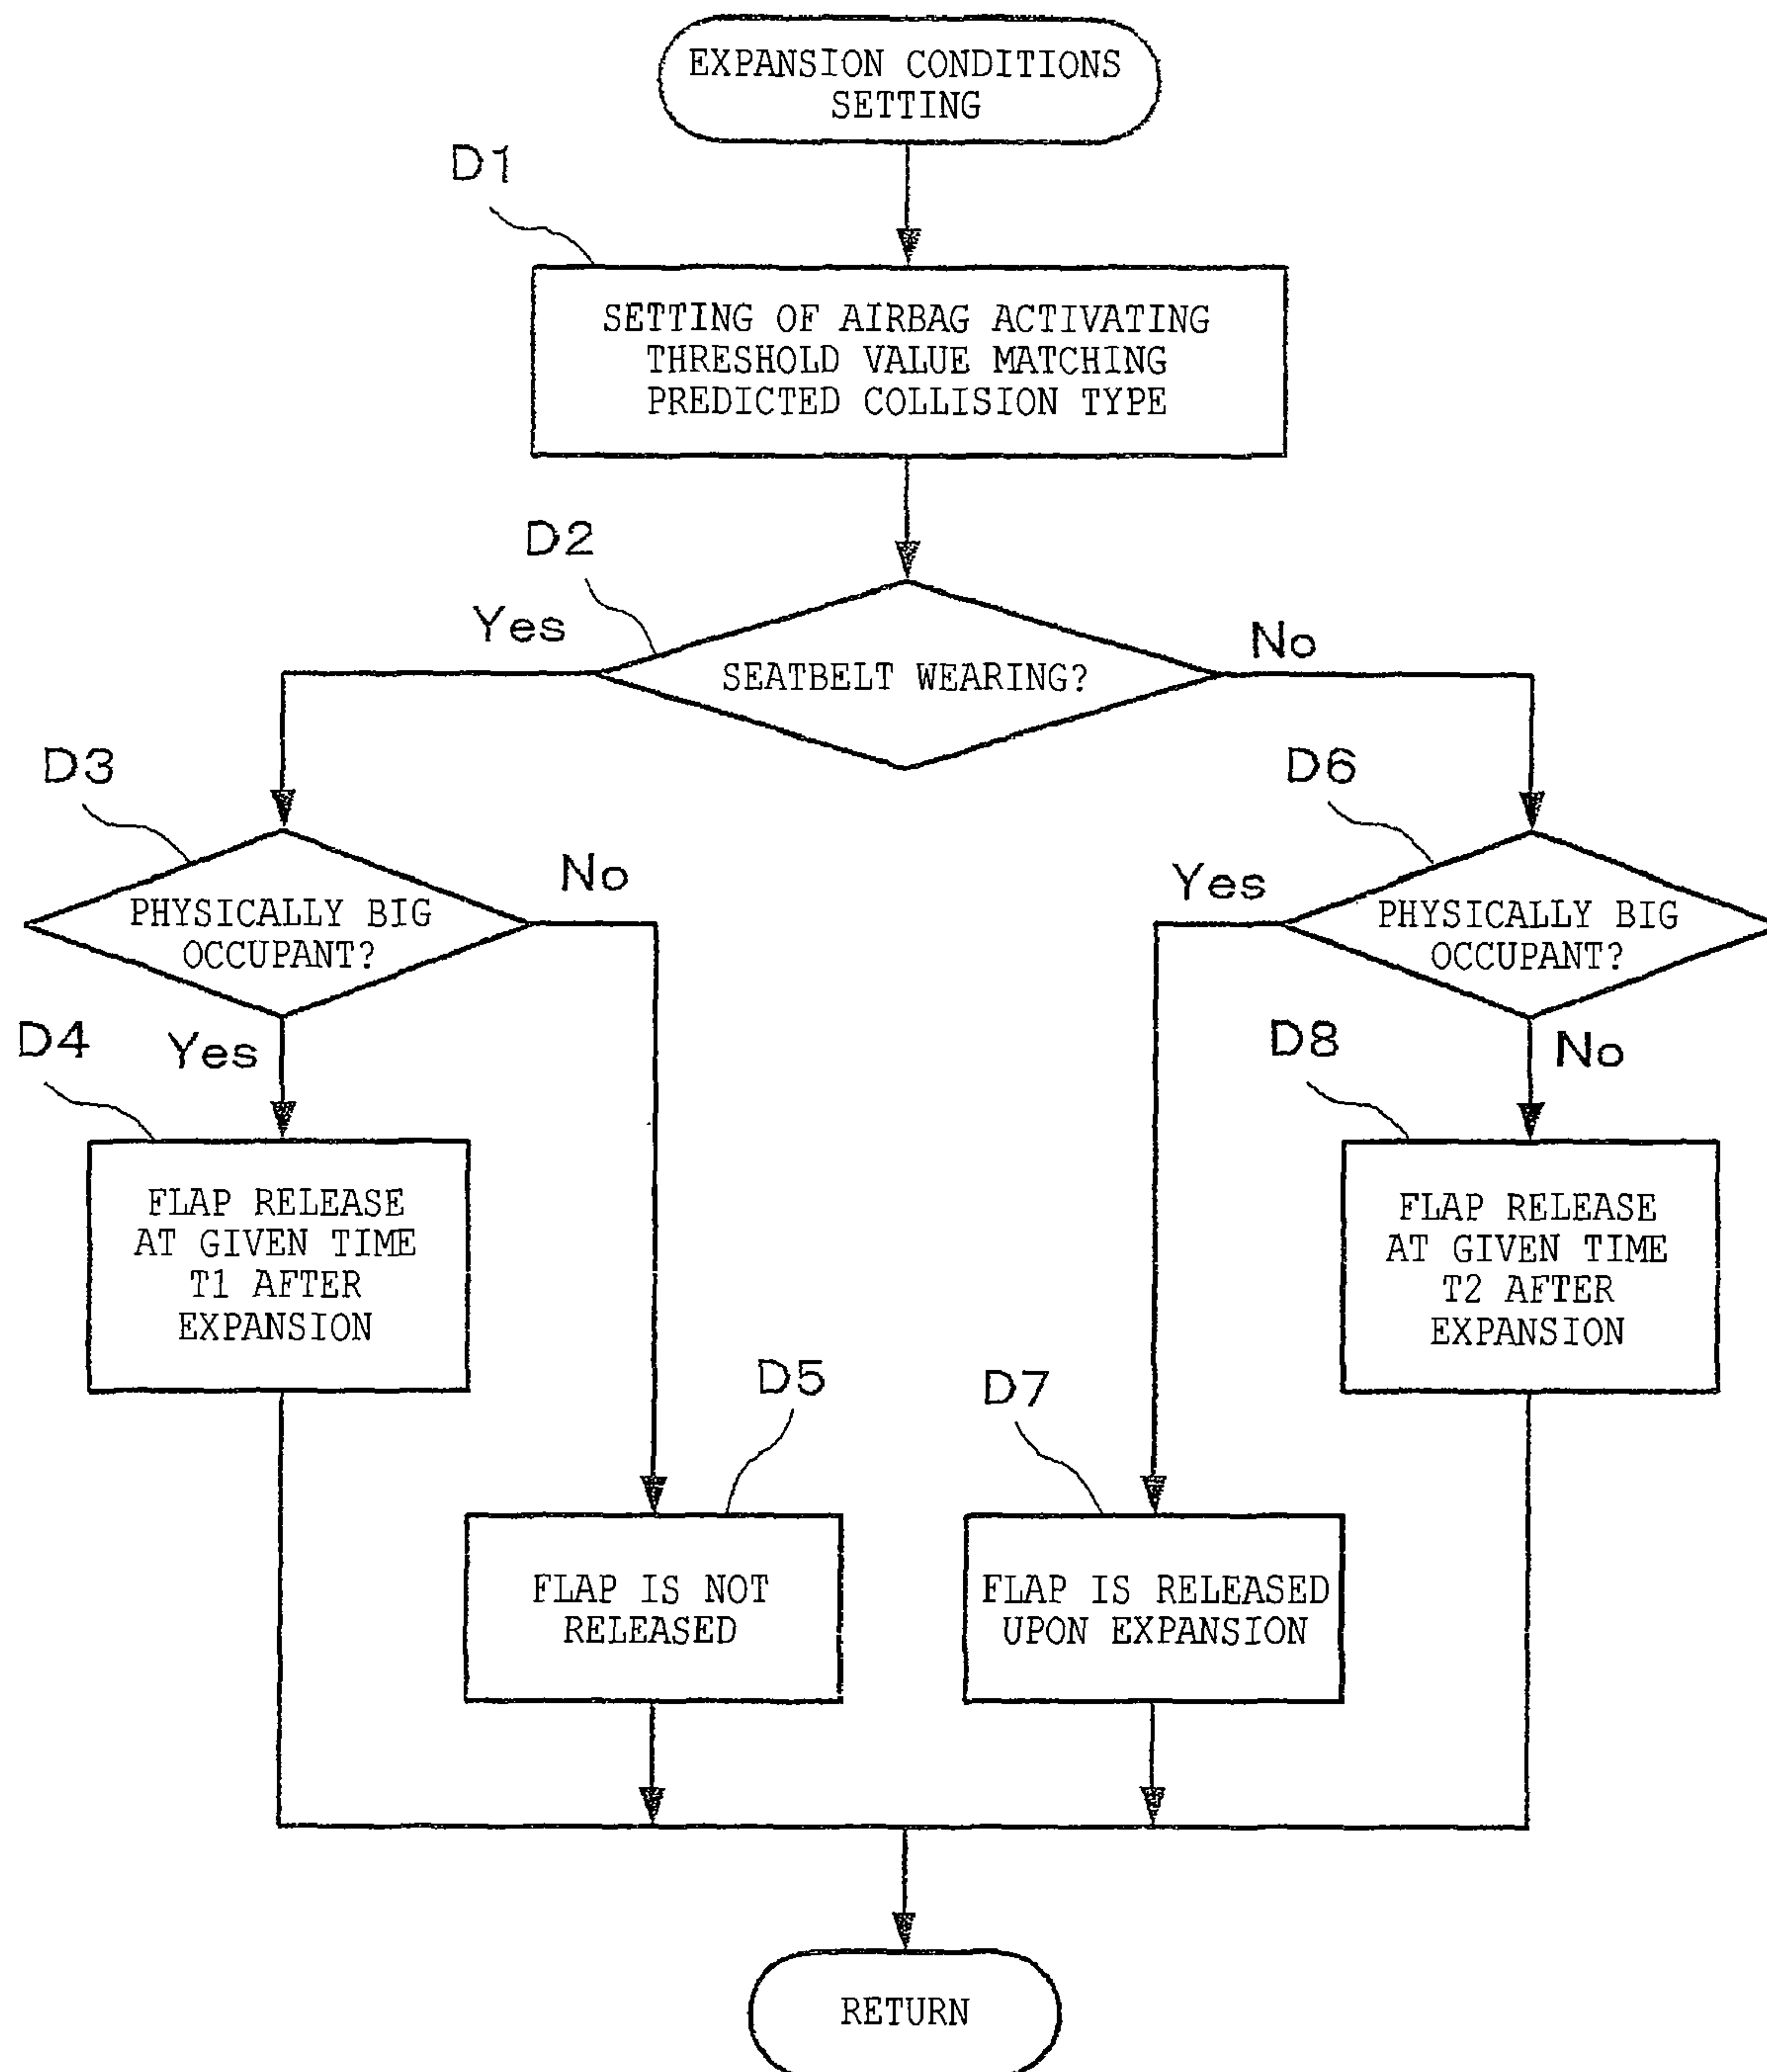 EXPANSION CONDITIONS
SETTING
D1
SETTING OF AIRBAG ACTIVATING
THRESHOLD VALUE MATCHING
PREDICTED COLLISION TYPE
D2
Yes
No
SEATBELT WEARING?
D3
PHYSICALLY BIG
OCCUPANT?
No
D6
Yes
PHYSICALLY BIG
OCCUPANT?
D4
Yes
D8
No
FLAP RELEASE
AT GIVEN TIME
T1 AFTER
EXPANSION
FLAP RELEASE
AT GIVEN TIME
T2 AFTER
EXPANSION
D5
FLAP IS NOT
RELEASED
D7
FLAP IS RELEASED
UPON EXPANSION
RETURN